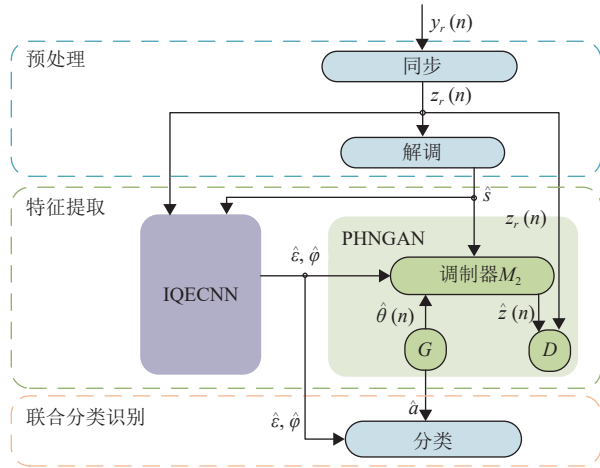 y_r(n)
预处理
同步
z_r(n)
解调
特征提取
ŝ
z_r(n)
PHNGAN
ε̂, φ̂
IQECNN
调制器M_2
θ̂(n)
ẑ(n)
G
D
联合分类识别
â
ε̂, φ̂
分类